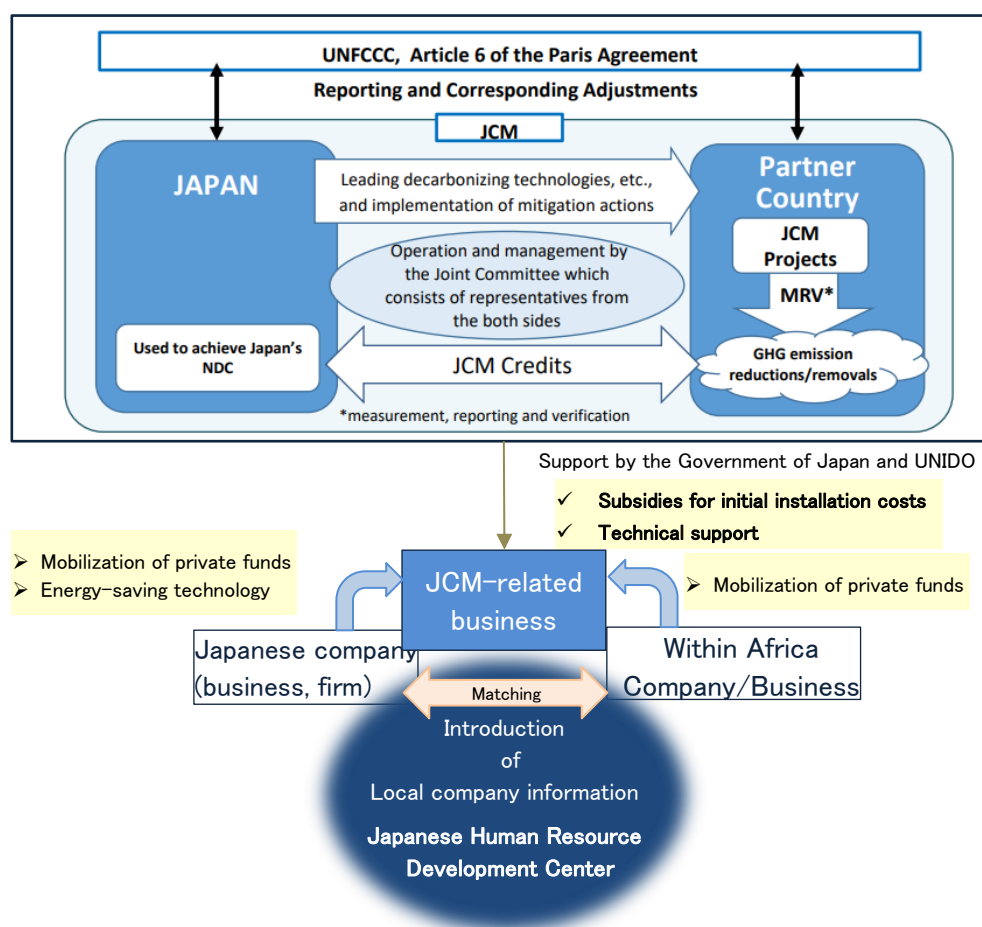 UNFCCC, Article 6 of the Paris Agreement
Reporting and Corresponding Adjustments
JCM
JAPAN
Leading decarbonizing technologies, etc.,
and implementation of mitigation actions
Partner
Country
JCM
Projects
Operation and management by
the Joint Committee which
consists of representatives from
the both sides
MRV*
Used to achieve Japan's
NDC
JCM Credits
GHG emission
reductions/removals
*measurement, reporting and verification
Support by the Government of Japan and UNIDO
✓ Subsidies for initial installation costs
✓ Technical support
➢ Mobilization of private funds
➢ Energy-saving technology
JCM-related
business
➢ Mobilization of private funds
Japanese company
(business, firm)
Within Africa
Company/Business
Matching
Introduction
of
Local company information
Japanese Human Resource
Development Center